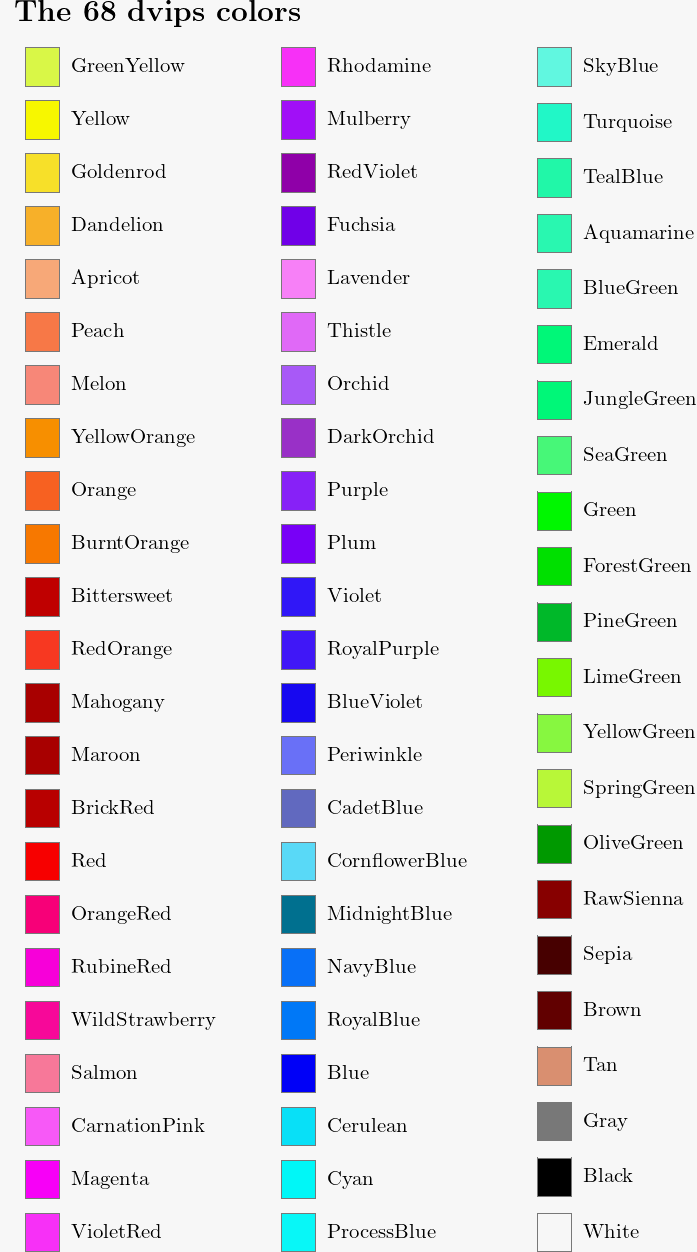 The 68 dvips colors
GreenYellow
Yellow
Goldenrod
Dandelion
Apricot
Peach
Melon
YellowOrange
Orange
BurntOrange
Bittersweet
RedOrange
Mahogany
Maroon
BrickRed
Red
OrangeRed
RubineRed
WildStrawberry
Salmon
CarnationPink
Magenta
VioletRed
Rhodamine
Mulberry
RedViolet
Fuchsia
Lavender
Thistle
Orchid
DarkOrchid
Purple
Plum
Violet
RoyalPurple
BlueViolet
Periwinkle
CadetBlue
CornflowerBlue
MidnightBlue
NavyBlue
RoyalBlue
Blue
Cerulean
Cyan
ProcessBlue
SkyBlue
Turquoise
TealBlue
Aquamarine
BlueGreen
Emerald
JungleGreen
SeaGreen
Green
ForestGreen
PineGreen
LimeGreen
YellowGreen
SpringGreen
OliveGreen
RawSienna
Sepia
Brown
Tan
Gray
Black
White